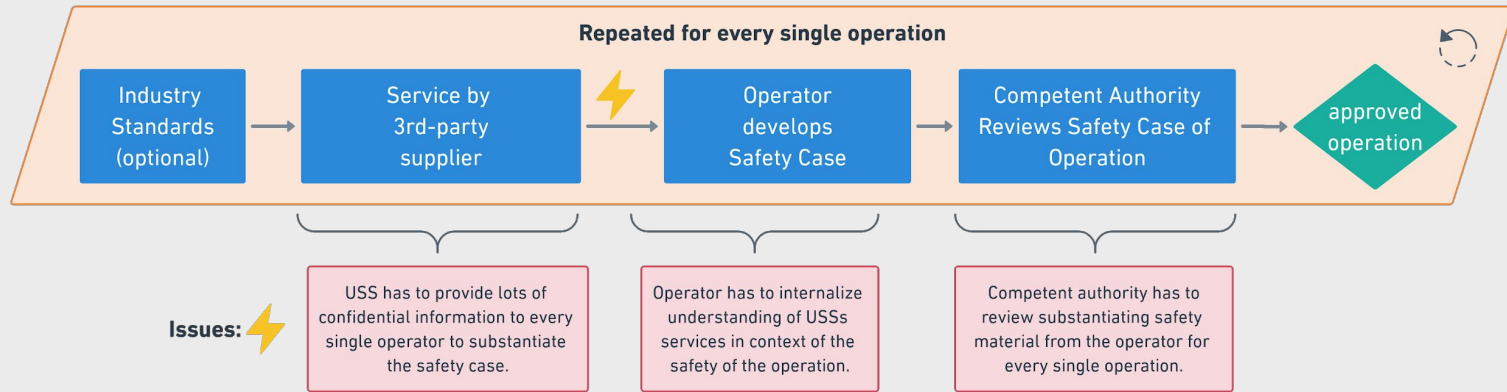 Repeated for every single operation
Industry
Standards
(optional)
Service by
3rd-party
supplier
Operator
develops
Safety Case
Competent Authority
Reviews Safety Case of
Operation
approved
operation
Issues:
USS has to provide lots of
confidential information to every
single operator to substantiate
the safety case.
Operator has to internalize
understanding of USSs
services in context of the
safety of the operation.
Competent authority has to
review substantiating safety
material from the operator for
every single operation.